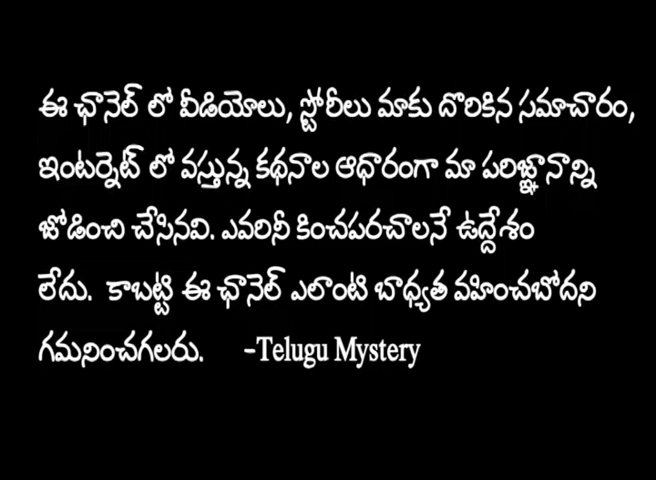 ఈ ఛానెల్ లో వీడియోలు, స్టోరీలు మాకు దొరికిన సమాచారం,
ఇంటర్నెట్ లో వస్తున్న కథనాల ఆధారంగా మా పరిజ్ఞానాన్ని
జోడించి చేసినవి. ఎవరినీ కించపరచాలనే ఉద్దేశం
లేదు. కాబట్టి ఈ ఛానెల్ ఎలాంటి బాధ్యత వహించబోదని
గమనించగలరు. -Telugu Mystery